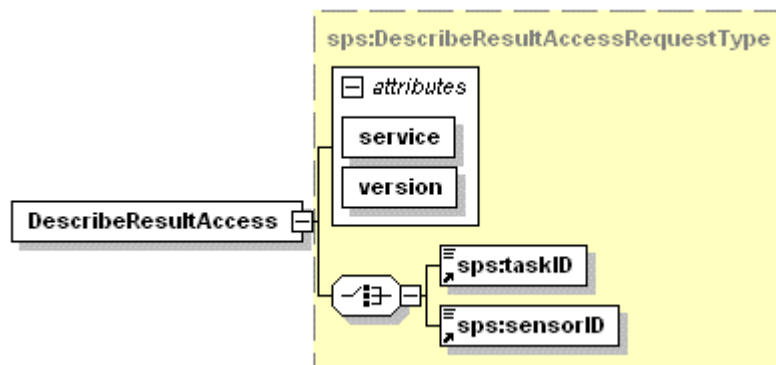 sps:DescribeResultAccessRequestType
attributes
service
version
DescribeResultAccess
sps:taskID
sps:sensorID